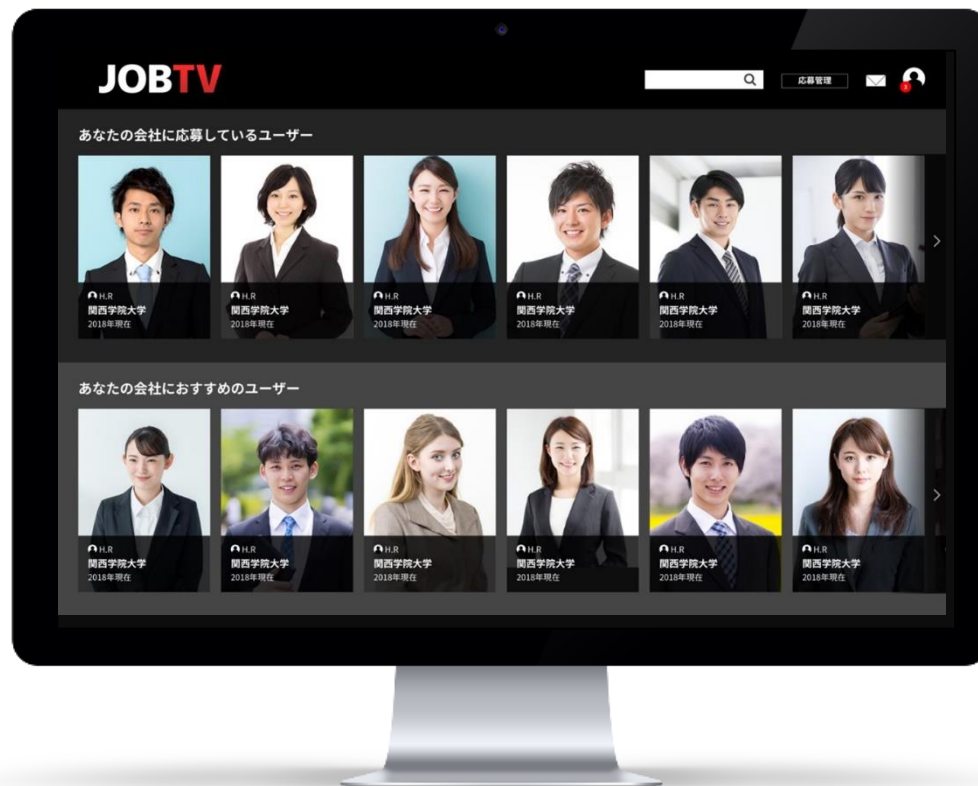 JOBTV
応募管理
2
あなたの会社に応募しているユーザー
H.R
関西学院大学
2018年現在
H.R
関西学院大学
2018年現在
H.R
関西学院大学
2018年現在
H.R
関西学院大学
2018年現在
H.R
関西学院大学
2018年現在
H.R
関西学院大学
2018年現在
あなたの会社におすすめのユーザー
H.R
関西学院大学
2018年現在
H.R
関西学院大学
2018年現在
H.R
関西学院大学
2018年現在
H.R
関西学院大学
2018年現在
H.R
関西学院大学
2018年現在
H.R
関西学院大学
2018年現在